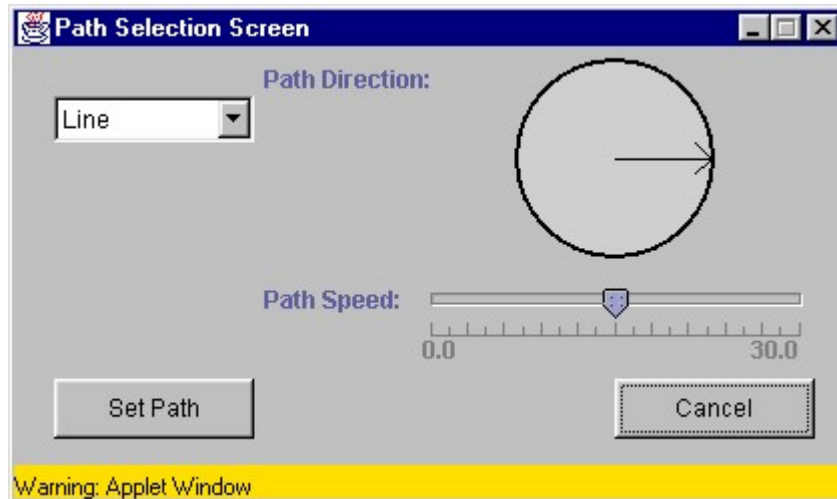 Path Selection Screen
Path Direction:
Line
Path Speed:
0.0 30.0
Set Path Cancel
Warning: Applet Window